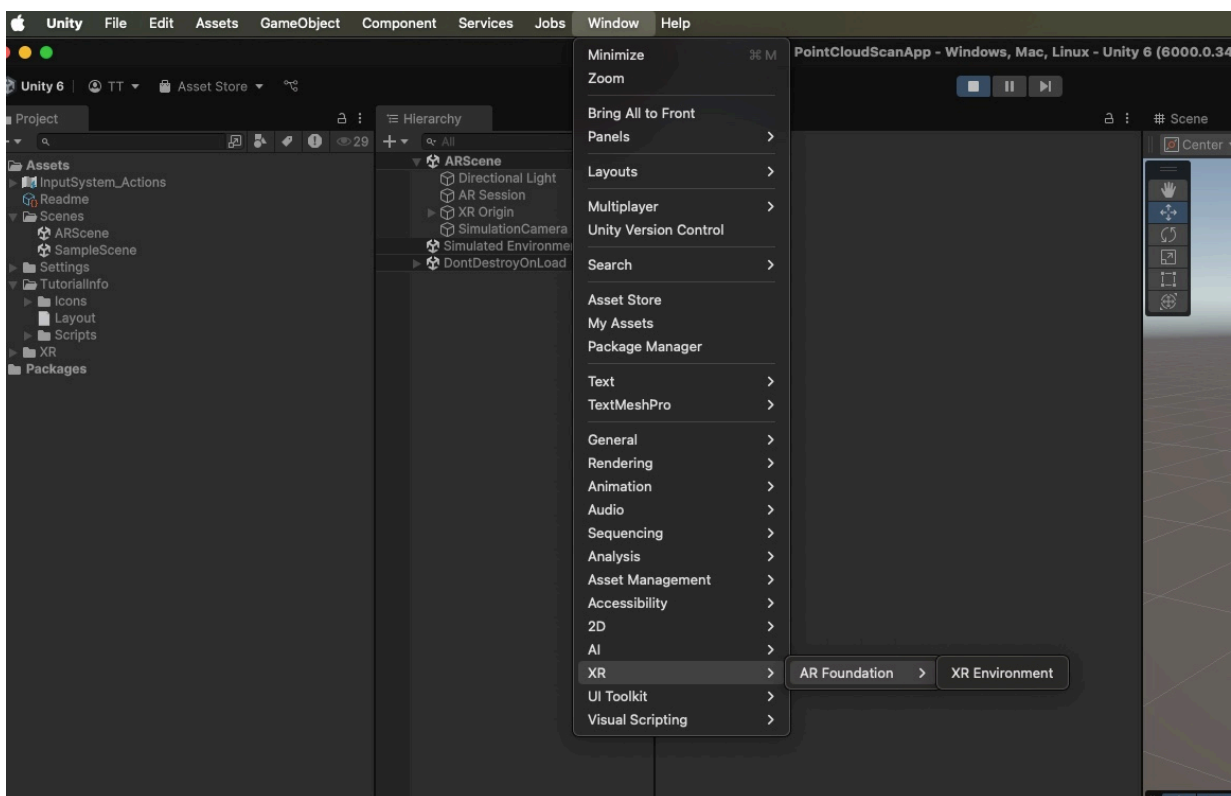 Unity File Edit Assets GameObject Component Services Jobs Window Help
PointCloudScanApp - Windows, Mac, Linux - Unity 6 (6000.0.34
Unity 6 TT Asset Store
Project
Hierarchy
# Scene
29
All
Center
Assets
InputSystem_Actions
Readme
Scenes
ARScene
SampleScene
Settings
TutorialInfo
Icons
Layout
Scripts
XR
Packages
ARScene
Directional Light
AR Session
XR Origin
SimulationCamera
Simulated Environme
DontDestroyOnLoad
Minimize ⌘ M
Zoom
Bring All to Front
Panels
Layouts
Multiplayer
Unity Version Control
Search
Asset Store
My Assets
Package Manager
Text
TextMeshPro
General
Rendering
Animation
Audio
Sequencing
Analysis
Asset Management
Accessibility
2D
AI
XR
UI Toolkit
Visual Scripting
AR Foundation
XR Environment